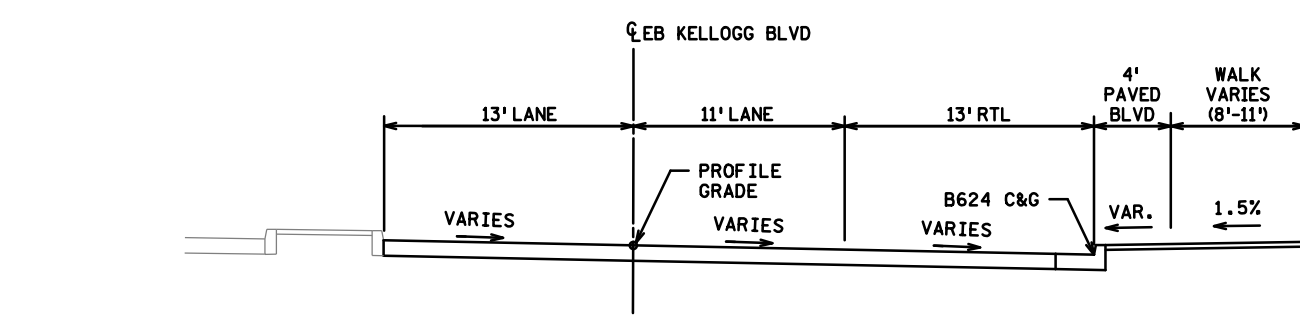 ℄ EB KELLOGG BLVD
4'
PAVED
BLVD
WALK
VARIES
(8'-11')
13' LANE
11' LANE
13' RTL
PROFILE
GRADE
B624 C&G
VARIES
VARIES
VARIES
VAR.
1.5%